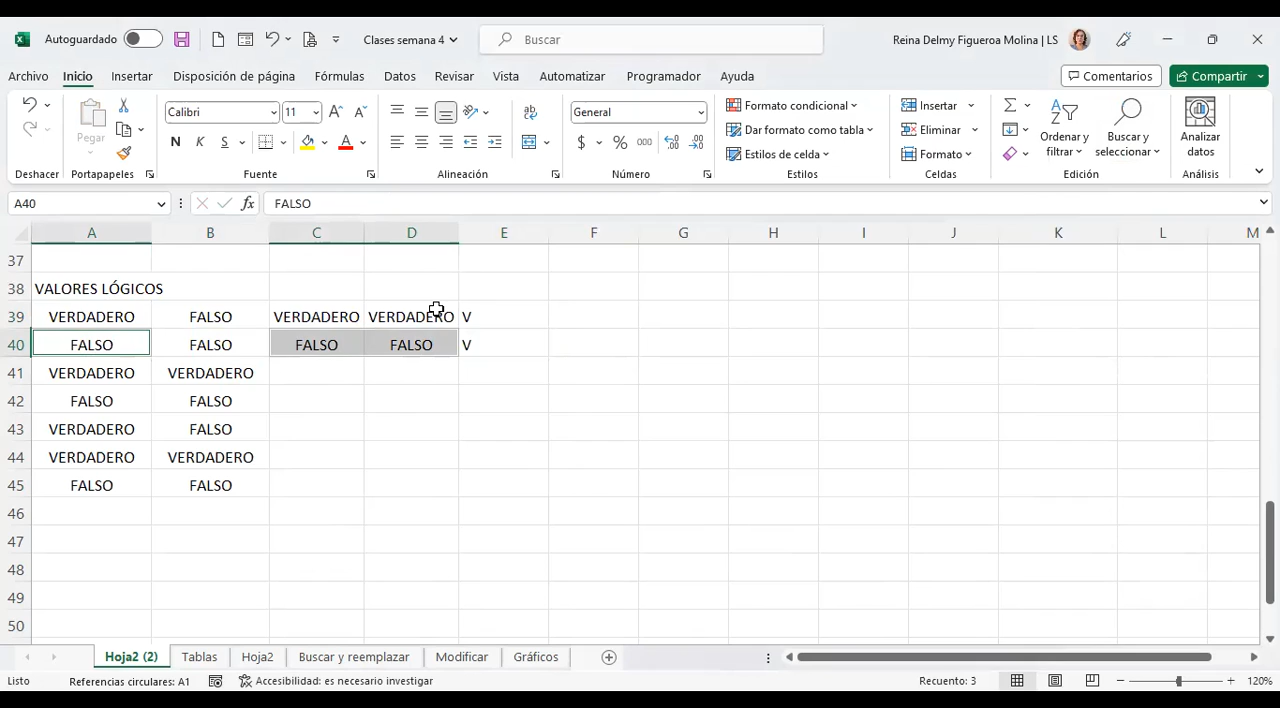 Autoguardado Clases semana 4 Buscar Reina Delmy Figueroa Molina | LS
Archivo Inicio Insertar Disposición de página Fórmulas Datos Revisar Vista Automatizar Programador Ayuda Comentarios Compartir
Pegar Calibri 11 General Formato condicional Insertar Ordenar y filtrar Buscar y seleccionar Analizar datos
N K S $ % 000 Dar formato como tabla Eliminar
Estilos de celda Formato
Deshacer Portapapeles Fuente Alineación Número Estilos Celdas Edición Análisis
A40 fx FALSO
A B C D E F G H I J K L M
37
38 VALORES LÓGICOS
39 VERDADERO FALSO VERDADERO VERDADERO V
40 FALSO FALSO FALSO FALSO V
41 VERDADERO VERDADERO
42 FALSO FALSO
43 VERDADERO FALSO
44 VERDADERO VERDADERO
45 FALSO FALSO
46
47
48
49
50
Hoja2 (2) Tablas Hoja2 Buscar y reemplazar Modificar Gráficos
Listo Referencias circulares: A1 Accesibilidad: es necesario investigar Recuento: 3 120%